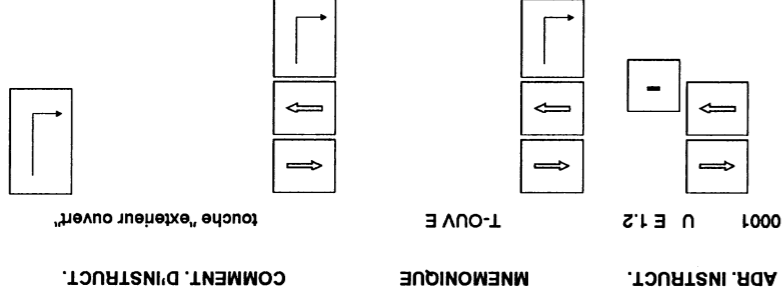 ADR. INSTRUCT. MNEMONIQUE COMMENT. D'INSTRUCT.
0001 U E 1.2 T-OUV E touche "exterieur ouvert"
-